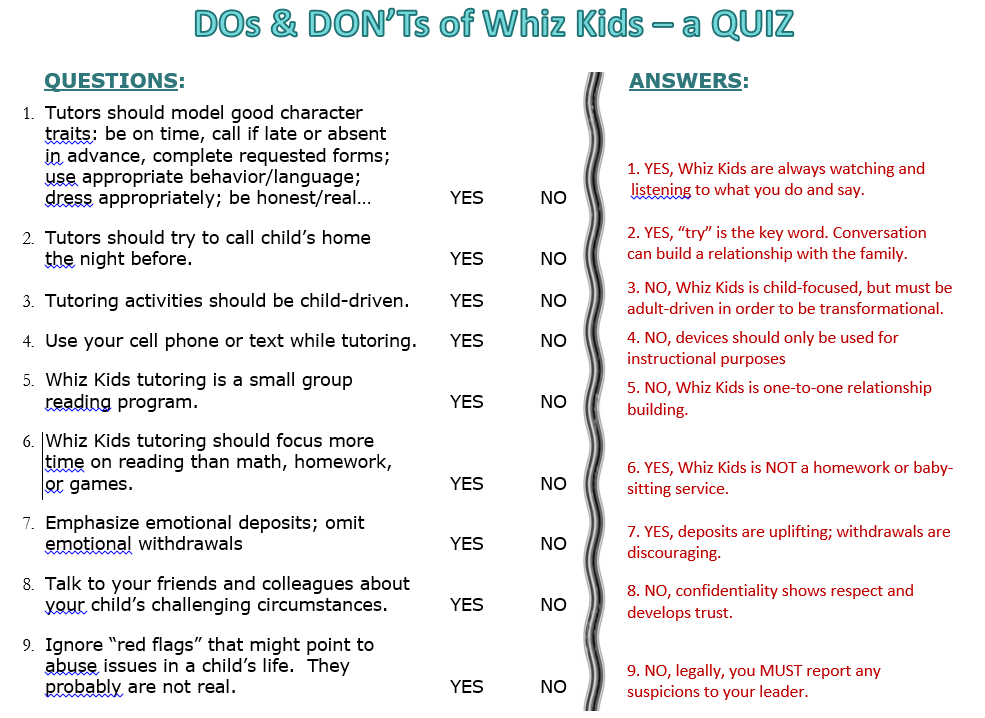 DOs & DON'Ts of Whiz Kids – a QUIZ
QUESTIONS:
1. Tutors should model good character
traits: be on time, call if late or absent
in advance, complete requested forms;
use appropriate behavior/language;
dress appropriately; be honest/real... YES NO
2. Tutors should try to call child's home
the night before. YES NO
3. Tutoring activities should be child-driven. YES NO
4. Use your cell phone or text while tutoring. YES NO
5. Whiz Kids tutoring is a small group
reading program. YES NO
6. Whiz Kids tutoring should focus more
time on reading than math, homework,
or games. YES NO
7. Emphasize emotional deposits; omit
emotional withdrawals YES NO
8. Talk to your friends and colleagues about
your child's challenging circumstances. YES NO
9. Ignore "red flags" that might point to
abuse issues in a child's life.  They
probably are not real. YES NO
ANSWERS:
1. YES, Whiz Kids are always watching and
listening to what you do and say.
2. YES, "try" is the key word. Conversation
can build a relationship with the family.
3. NO, Whiz Kids is child-focused, but must be
adult-driven in order to be transformational.
4. NO, devices should only be used for
instructional purposes
5. NO, Whiz Kids is one-to-one relationship
building.
6. YES, Whiz Kids is NOT a homework or baby-
sitting service.
7. YES, deposits are uplifting; withdrawals are
discouraging.
8. NO, confidentiality shows respect and
develops trust.
9. NO, legally, you MUST report any
suspicions to your leader.